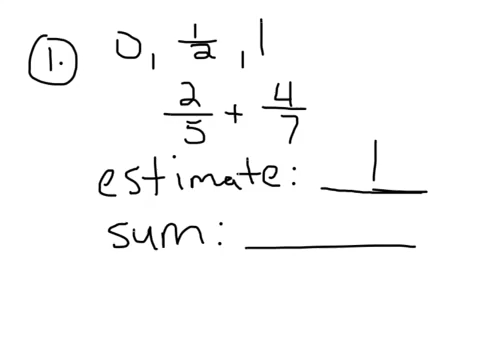 1. 0, 1/2, 1
2/5 + 4/7
estimate: 1
sum: